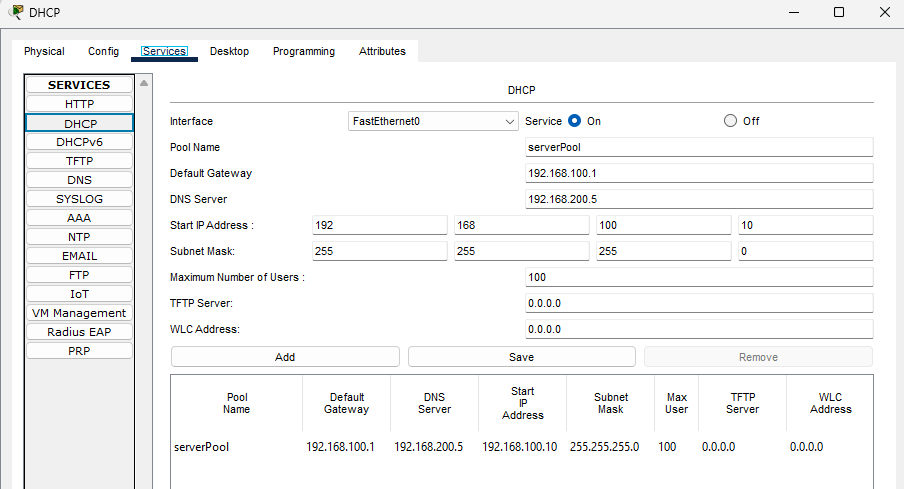 DHCP
Physical Config Services Desktop Programming Attributes
SERVICES
HTTP
DHCP
DHCPv6
TFTP
DNS
SYSLOG
AAA
NTP
EMAIL
FTP
IoT
VM Management
Radius EAP
PRP
DHCP
Interface FastEthernet0 Service On Off
Pool Name serverPool
Default Gateway 192.168.100.1
DNS Server 192.168.200.5
Start IP Address : 192 168 100 10
Subnet Mask: 255 255 255 0
Maximum Number of Users : 100
TFTP Server: 0.0.0.0
WLC Address: 0.0.0.0
Add Save Remove
Pool Name Default Gateway DNS Server Start IP Address Subnet Mask Max User TFTP Server WLC Address
serverPool 192.168.100.1 192.168.200.5 192.168.100.10 255.255.255.0 100 0.0.0.0 0.0.0.0